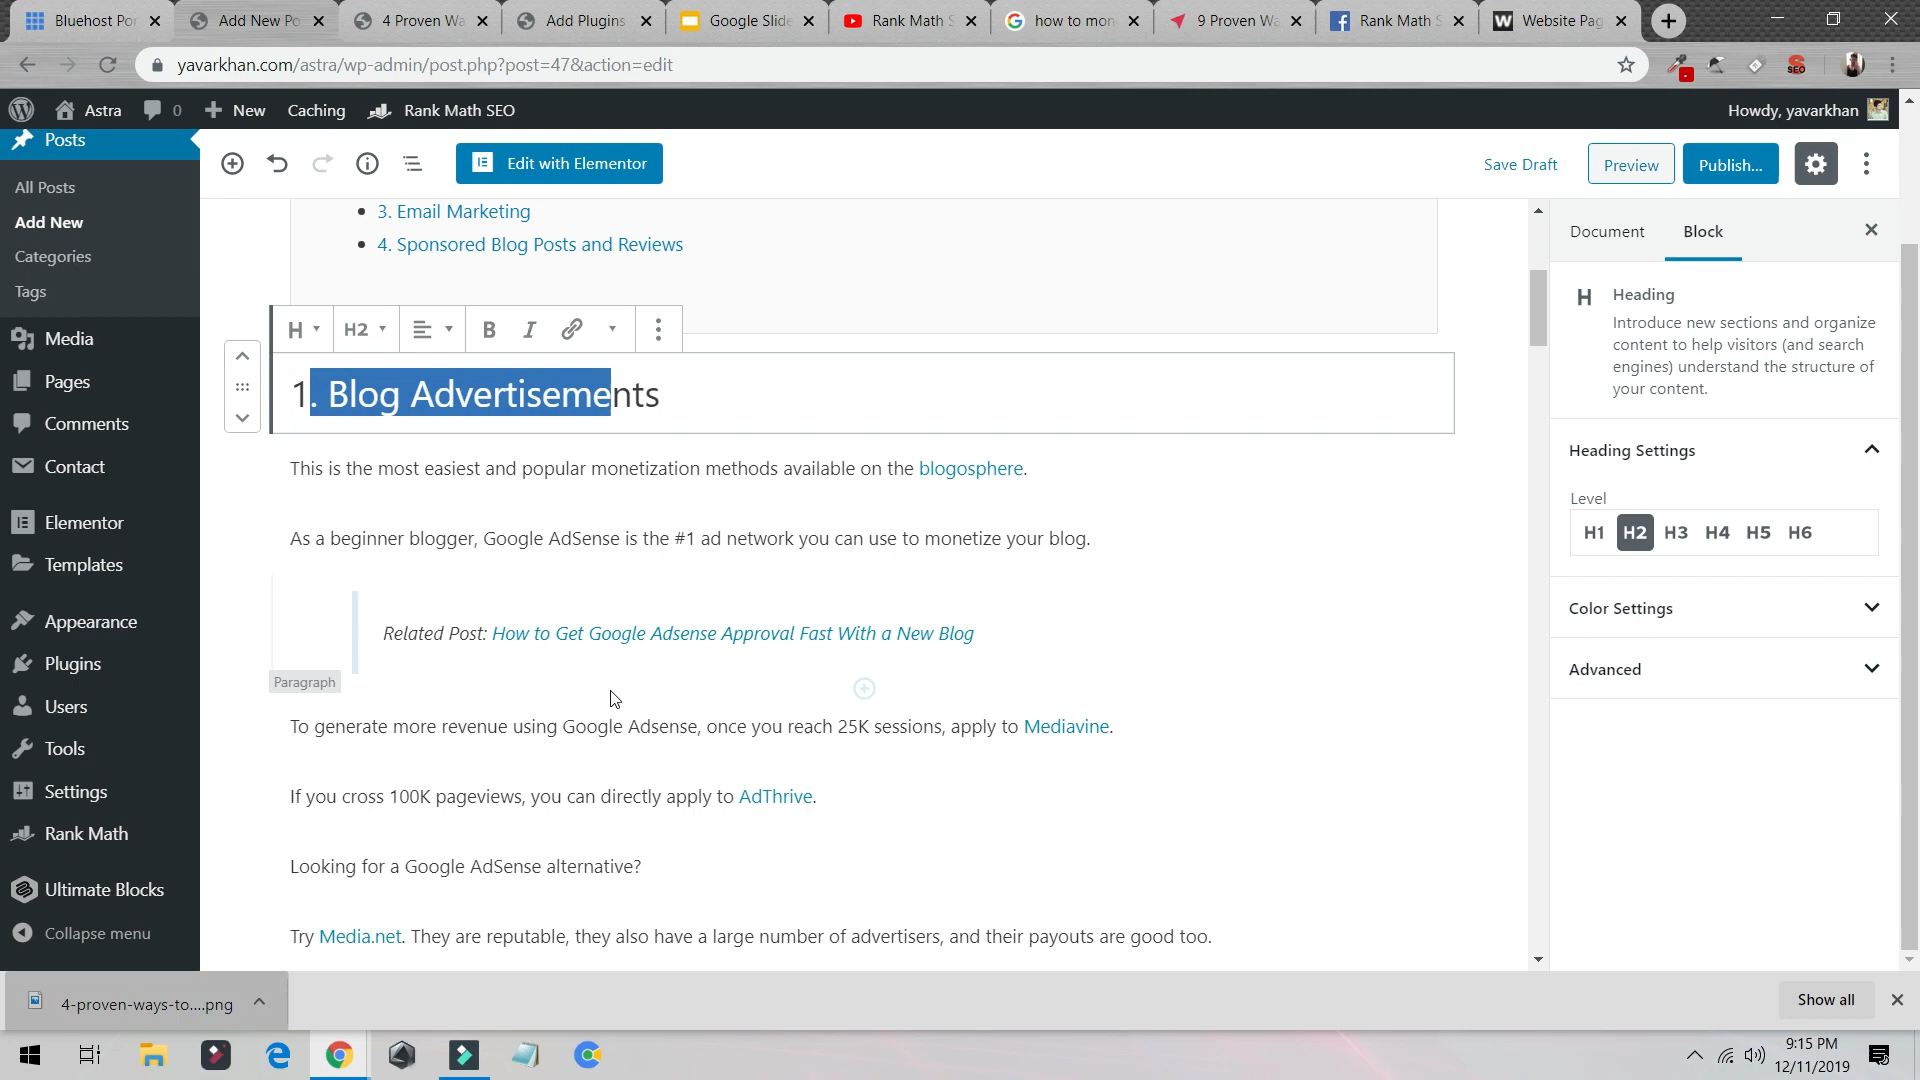 Bluehost Por
Add New Po
4 Proven Wa
Add Plugins
Google Slide
Rank Math S
how to mon
9 Proven Wa
Rank Math S
Website Pag
yavarkhan.com/astra/wp-admin/post.php?post=47&action=edit
SEO
Astra
0
New
Caching
Rank Math SEO
Howdy, yavarkhan
Posts
All Posts
Add New
Categories
Tags
Media
Pages
Comments
Contact
Elementor
Templates
Appearance
Plugins
Users
Tools
Settings
Rank Math
Ultimate Blocks
Collapse menu
Edit with Elementor
Save Draft
Preview
Publish...
3. Email Marketing
4. Sponsored Blog Posts and Reviews
H
H2
B
I
1. Blog Advertisements
This is the most easiest and popular monetization methods available on the blogosphere.
As a beginner blogger, Google AdSense is the #1 ad network you can use to monetize your blog.
Related Post: How to Get Google Adsense Approval Fast With a New Blog
Paragraph
To generate more revenue using Google Adsense, once you reach 25K sessions, apply to Mediavine.
If you cross 100K pageviews, you can directly apply to AdThrive.
Looking for a Google AdSense alternative?
Try Media.net. They are reputable, they also have a large number of advertisers, and their payouts are good too.
Document
Block
H
Heading
Introduce new sections and organize
content to help visitors (and search
engines) understand the structure of
your content.
Heading Settings
Level
H1 H2 H3 H4 H5 H6
Color Settings
Advanced
4-proven-ways-to....png
Show all
9:15 PM
12/11/2019